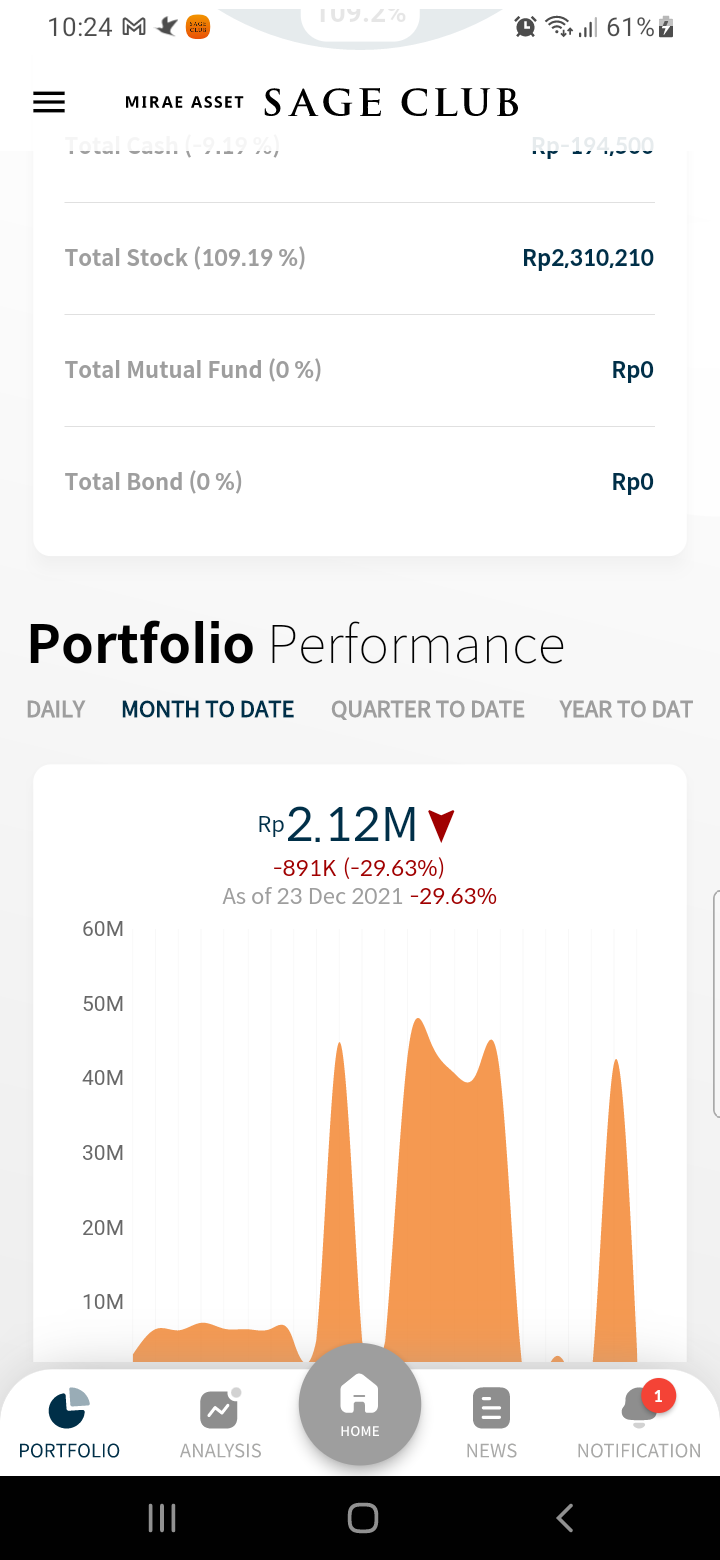 10:24
61%
109.2%
MIRAE ASSET SAGE CLUB
Total Cash (-9.19 %) Rp-194,500
Total Stock (109.19 %) Rp2,310,210
Total Mutual Fund (0 %) Rp0
Total Bond (0 %) Rp0
Portfolio Performance
DAILY MONTH TO DATE QUARTER TO DATE YEAR TO DAT
Rp2.12M
-891K (-29.63%)
As of 23 Dec 2021 -29.63%
60M
50M
40M
30M
20M
10M
PORTFOLIO ANALYSIS HOME NEWS NOTIFICATION
1